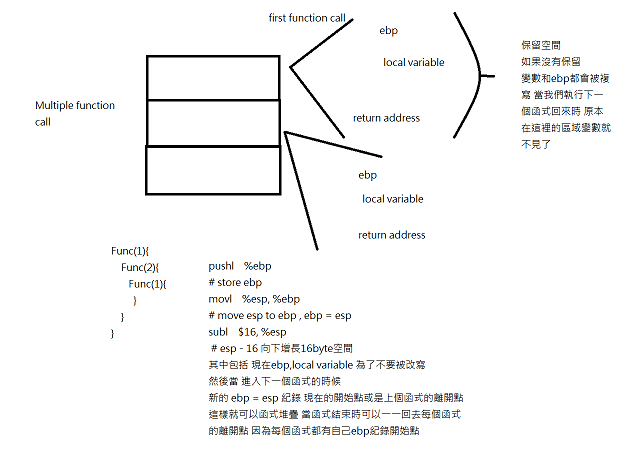 first function call
ebp
local variable
return address
保留空間
如果沒有保留
變數和ebp都會被複
寫 當我們執行下一
個函式回來時 原本
在這裡的區域變數就
不見了
Multiple function
call
ebp
local variable
return address
Func(1){
Func(2){
Func(1){
}
}
}
pushl %ebp
# store ebp
movl %esp, %ebp
# move esp to ebp , ebp = esp
subl $16, %esp
# esp - 16 向下增長16byte空間
其中包括 現在ebp,local variable 為了不要被改寫
然後當 進入下一個函式的時候
新的 ebp = esp 紀錄 現在的開始點或是上個函式的離開點
這樣就可以函式堆疊 當函式結束時可以一一回去每個函式
的離開點 因為每個函式都有自己ebp紀錄開始點